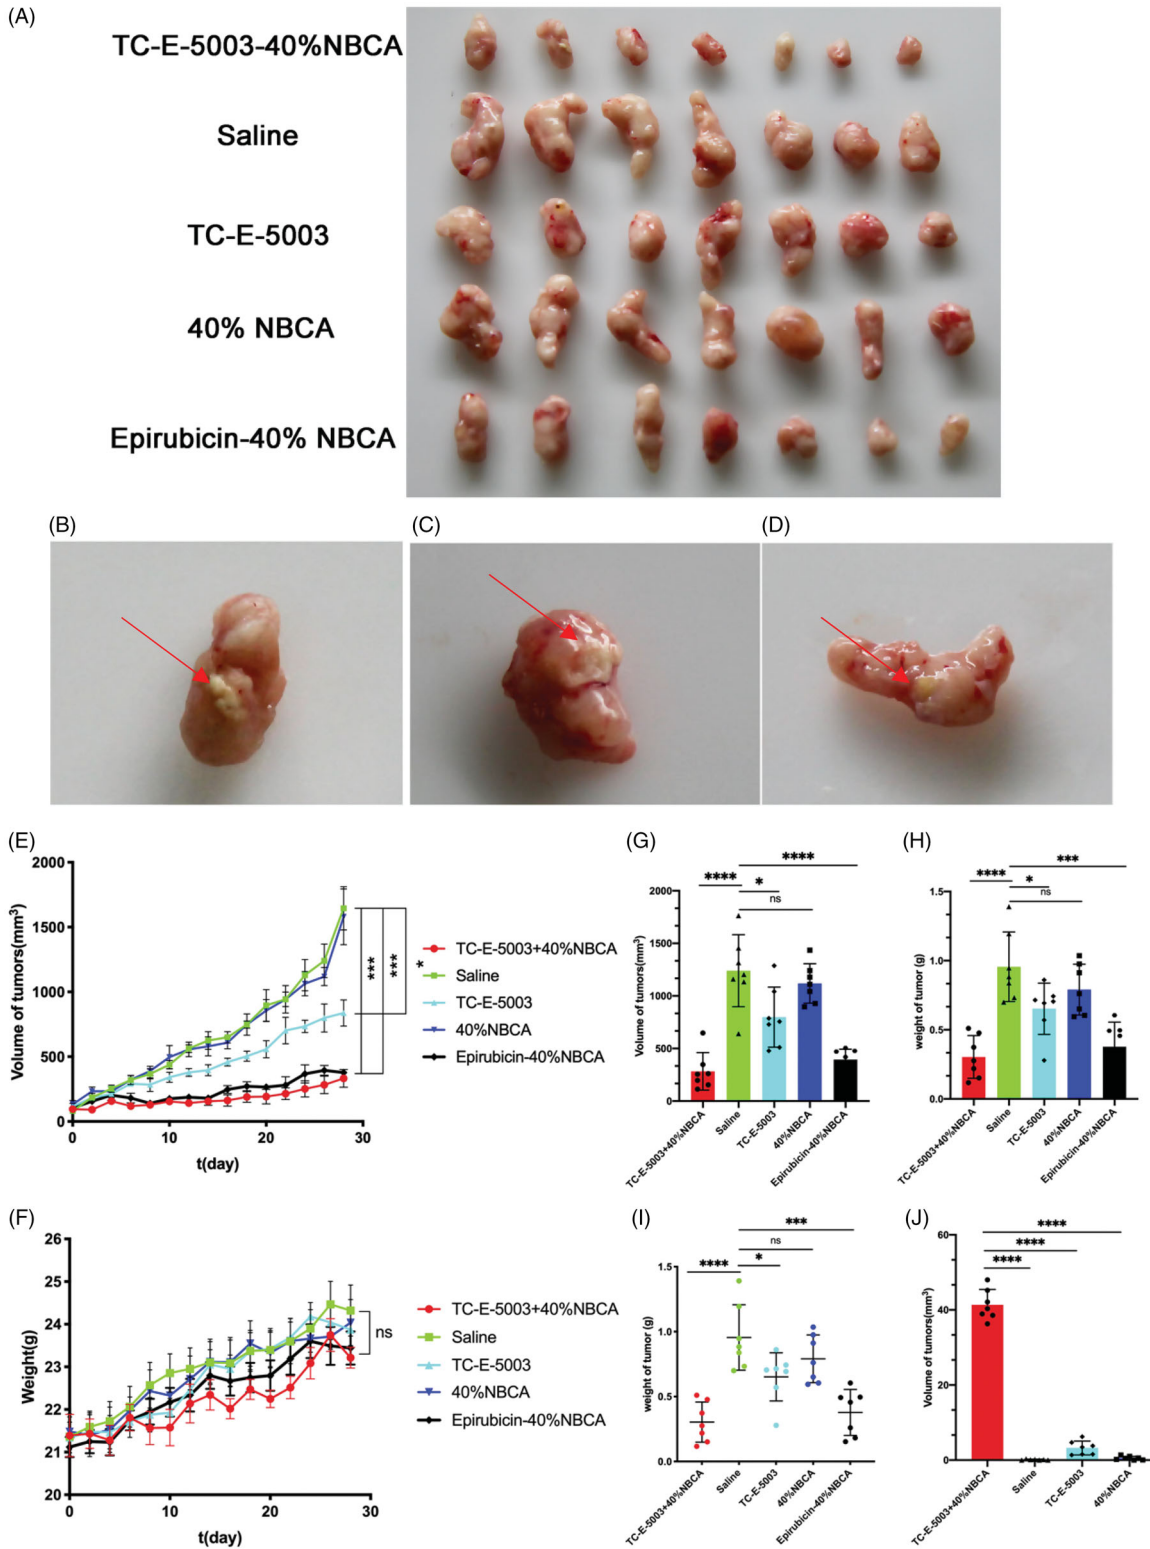 (A)
TC-E-5003-40%NBCA
Saline
TC-E-5003
40% NBCA
Epirubicin-40% NBCA
(B)
(C)
(D)
(E)
2000
1500
1000
500
0
Volume of tumors(mm³)
0
10
20
30
t(day)
***
***
*
TC-E-5003+40%NBCA
Saline
TC-E-5003
40%NBCA
Epirubicin-40%NBCA
(G)
2000
1500
1000
500
0
Volume of tumors(mm³)
****
****
*
ns
TC-E-5003+40%NBCA
Saline
TC-E-5003
40%NBCA
Epirubicin-40%NBCA
(H)
1.5
1.0
0.5
0.0
weight of tumor (g)
***
****
*
ns
TC-E-5003+40%NBCA
Saline
TC-E-5003
40%NBCA
Epirubicin-40%NBCA
(F)
26
25
24
23
22
21
20
Weight(g)
0
10
20
30
t(day)
ns
TC-E-5003+40%NBCA
Saline
TC-E-5003
40%NBCA
Epirubicin-40%NBCA
(I)
1.5
1.0
0.5
0.0
weight of tumor (g)
***
ns
****
*
TC-E-5003+40%NBCA
Saline
TC-E-5003
40%NBCA
Epirubicin-40%NBCA
(J)
60
40
20
0
Volume of tumors(mm³)
****
****
****
TC-E-5003+40%NBCA
Saline
TC-E-5003
40%NBCA